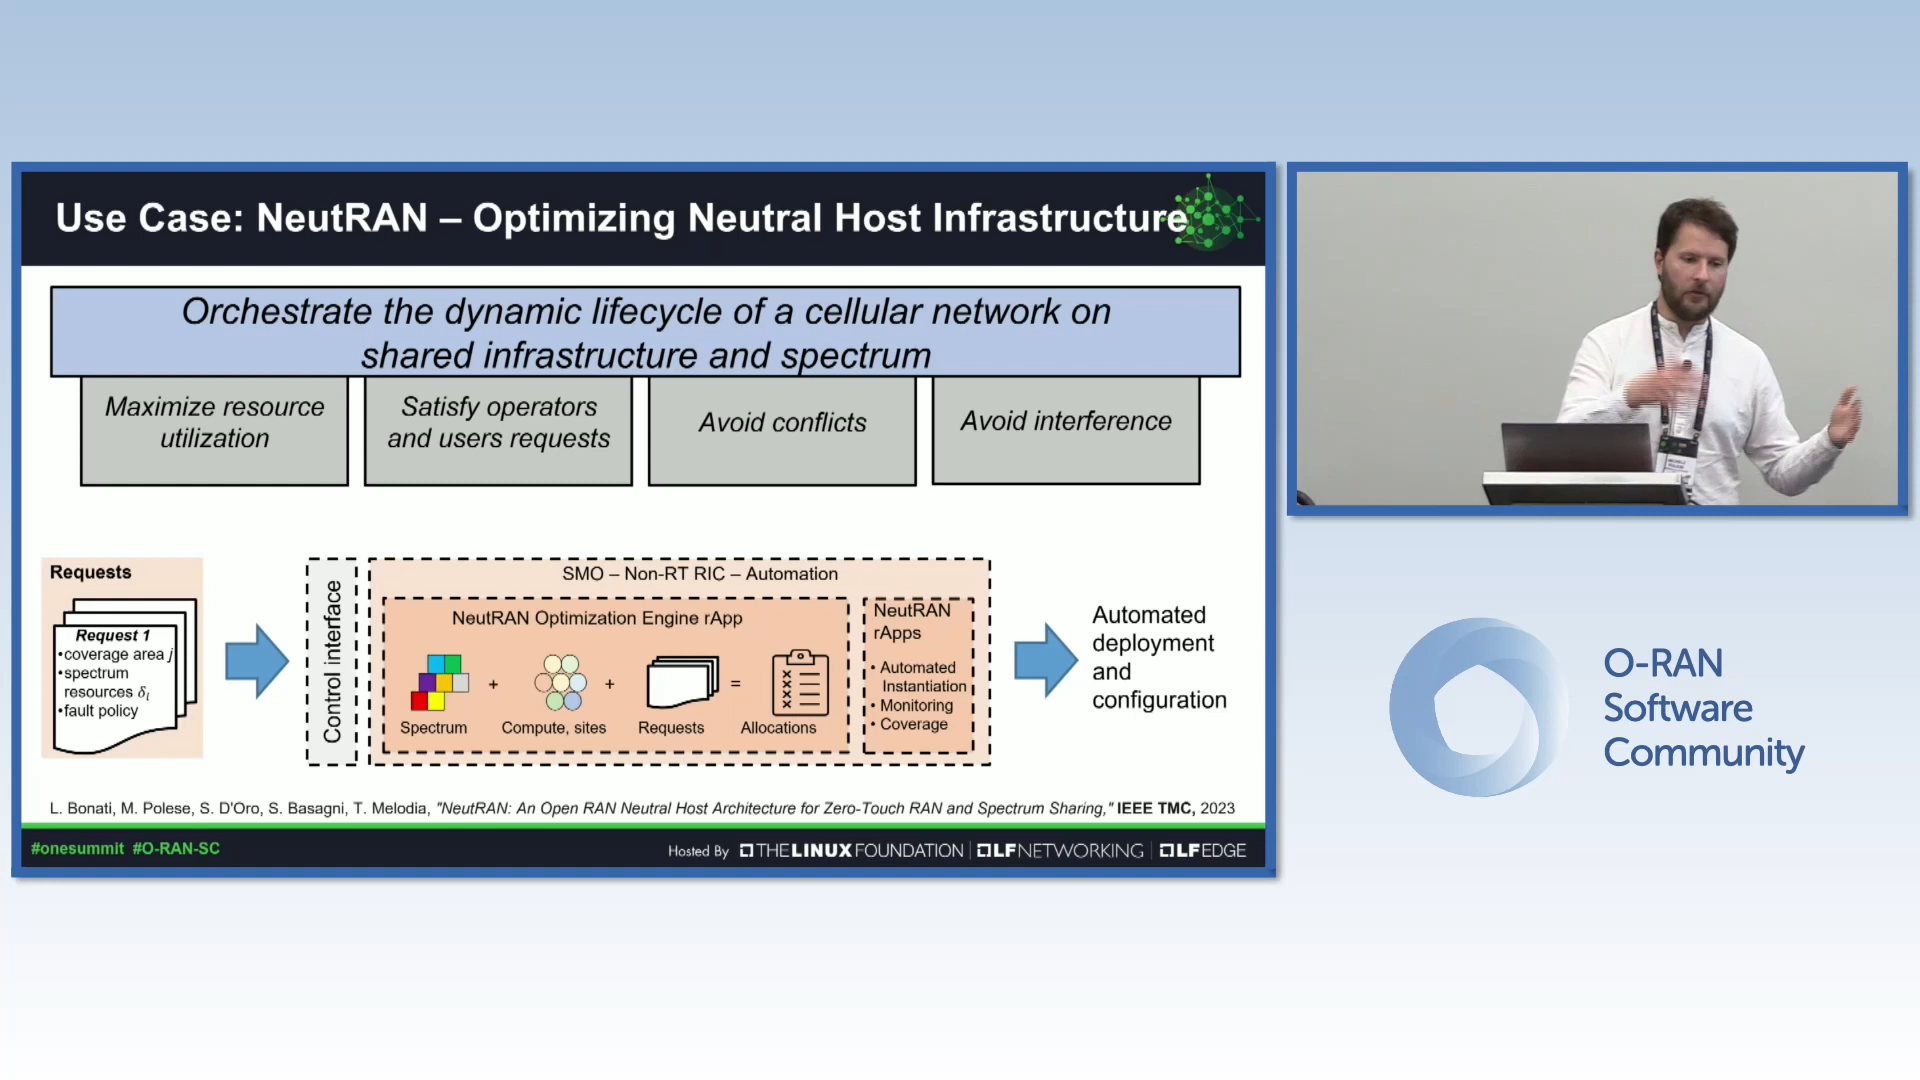 Use Case: NeutRAN – Optimizing Neutral Host Infrastructure
Orchestrate the dynamic lifecycle of a cellular network on
shared infrastructure and spectrum
Maximize resource
utilization
Satisfy operators
and users requests
Avoid conflicts
Avoid interference
Requests
Request 1
•coverage area j
•spectrum
resources δ
•fault policy
Control interface
SMO – Non-RT RIC – Automation
NeutRAN Optimization Engine rApp
+
+
=
Spectrum
Compute, sites
Requests
Allocations
NeutRAN
rApps
• Automated
Instantiation
• Monitoring
• Coverage
Automated
deployment
and
configuration
L. Bonati, M. Polese, S. D'Oro, S. Basagni, T. Melodia, "NeutRAN: An Open RAN Neutral Host Architecture for Zero-Touch RAN and Spectrum Sharing," IEEE TMC, 2023
#onesummit #O-RAN-SC
Hosted By THE LINUX FOUNDATION | LF NETWORKING | LF EDGE
O-RAN
Software
Community